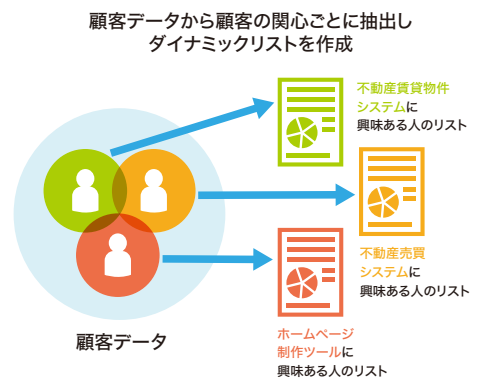 顧客データから顧客の関心ごとに抽出し
ダイナミックリストを作成
不動産賃貸物件
システムに
興味ある人のリスト
不動産売買
システムに
興味ある人のリスト
ホームページ
制作ツールに
興味ある人のリスト
顧客データ